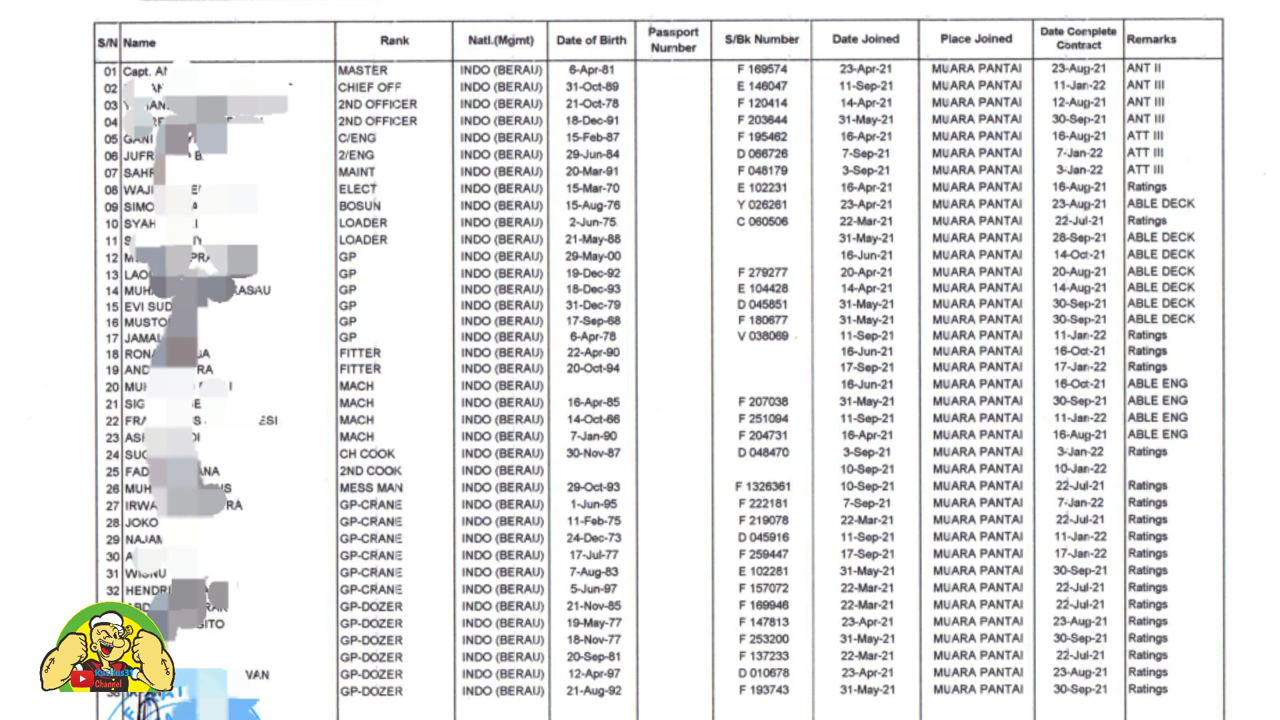 S/N Name Rank Natl.(Mgmt) Date of Birth Passport Number S/Bk Number Date Joined Place Joined Date Complete Contract Remarks
01 Capt. MASTER INDO (BERAU) 6-Apr-81 F 169574 23-Apr-21 MUARA PANTAI 23-Aug-21 ANT II
02 CHIEF OFF INDO (BERAU) 31-Oct-89 E 146047 11-Sep-21 MUARA PANTAI 11-Jan-22 ANT III
03 2ND OFFICER INDO (BERAU) 21-Oct-78 F 120414 14-Apr-21 MUARA PANTAI 12-Aug-21 ANT III
04 2ND OFFICER INDO (BERAU) 18-Dec-91 F 203644 31-May-21 MUARA PANTAI 30-Sep-21 ANT III
05 C/ENG INDO (BERAU) 15-Feb-87 F 195462 16-Apr-21 MUARA PANTAI 16-Aug-21 ATT III
06 JUFR B. 2/ENG INDO (BERAU) 29-Jun-84 D 066726 7-Sep-21 MUARA PANTAI 7-Jan-22 ATT III
07 SAHR MAINT INDO (BERAU) 20-Mar-91 F 048179 3-Sep-21 MUARA PANTAI 3-Jan-22 ATT III
08 WAJI ELECT INDO (BERAU) 15-Mar-70 E 102231 16-Apr-21 MUARA PANTAI 16-Aug-21 Ratings
09 SIMO BOSUN INDO (BERAU) 15-Aug-76 Y 026261 23-Apr-21 MUARA PANTAI 23-Aug-21 ABLE DECK
10 SYAH LOADER INDO (BERAU) 2-Jun-75 C 060506 22-Mar-21 MUARA PANTAI 22-Jul-21 Ratings
11 LOADER INDO (BERAU) 21-May-88 31-May-21 MUARA PANTAI 28-Sep-21 ABLE DECK
12 GP INDO (BERAU) 29-May-00 16-Jun-21 MUARA PANTAI 14-Oct-21 ABLE DECK
13 LAO GP INDO (BERAU) 19-Dec-92 F 279277 20-Apr-21 MUARA PANTAI 20-Aug-21 ABLE DECK
14 MUH RASAU GP INDO (BERAU) 18-Dec-93 E 104428 14-Apr-21 MUARA PANTAI 14-Aug-21 ABLE DECK
15 EVI SUD GP INDO (BERAU) 31-Dec-79 D 045851 31-May-21 MUARA PANTAI 30-Sep-21 ABLE DECK
16 MUSTO GP INDO (BERAU) 17-Sep-68 F 180677 31-May-21 MUARA PANTAI 30-Sep-21 ABLE DECK
17 JAMAL GP INDO (BERAU) 6-Apr-78 V 038069 11-Sep-21 MUARA PANTAI 11-Jan-22 Ratings
18 RON FITTER INDO (BERAU) 22-Apr-90 16-Jun-21 MUARA PANTAI 16-Oct-21 Ratings
19 AND RA FITTER INDO (BERAU) 20-Oct-94 17-Sep-21 MUARA PANTAI 17-Jan-22 Ratings
20 MUH MACH INDO (BERAU) 16-Jun-21 MUARA PANTAI 16-Oct-21 ABLE ENG
21 SIG MACH INDO (BERAU) 16-Apr-85 F 207038 31-May-21 MUARA PANTAI 30-Sep-21 ABLE ENG
22 FRA ESI MACH INDO (BERAU) 14-Oct-66 F 251094 11-Sep-21 MUARA PANTAI 11-Jan-22 ABLE ENG
23 MACH INDO (BERAU) 7-Jan-90 F 204731 16-Apr-21 MUARA PANTAI 16-Aug-21 ABLE ENG
24 CH COOK INDO (BERAU) 30-Nov-87 D 048470 3-Sep-21 MUARA PANTAI 3-Jan-22 Ratings
25 FAD ANA 2ND COOK INDO (BERAU) 10-Sep-21 MUARA PANTAI 10-Jan-22
26 MUH MESS MAN INDO (BERAU) 29-Oct-93 F 1326361 10-Sep-21 MUARA PANTAI 22-Jul-21 Ratings
27 IRWA RA GP-CRANE INDO (BERAU) 1-Jun-95 F 222181 7-Sep-21 MUARA PANTAI 7-Jan-22 Ratings
28 JOKO GP-CRANE INDO (BERAU) 11-Feb-75 F 219078 22-Mar-21 MUARA PANTAI 22-Jul-21 Ratings
29 NAJAM GP-CRANE INDO (BERAU) 24-Dec-73 D 045916 11-Sep-21 MUARA PANTAI 11-Jan-22 Ratings
30 GP-CRANE INDO (BERAU) 17-Jul-77 F 259447 17-Sep-21 MUARA PANTAI 17-Jan-22 Ratings
31 WISNU GP-CRANE INDO (BERAU) 7-Aug-83 E 102281 31-May-21 MUARA PANTAI 30-Sep-21 Ratings
32 HENDRI GP-CRANE INDO (BERAU) 5-Jun-97 F 157072 22-Mar-21 MUARA PANTAI 22-Jul-21 Ratings
GP-DOZER INDO (BERAU) 21-Nov-85 F 169946 22-Mar-21 MUARA PANTAI 22-Jul-21 Ratings
SITO GP-DOZER INDO (BERAU) 19-May-77 F 147813 23-Apr-21 MUARA PANTAI 23-Aug-21 Ratings
GP-DOZER INDO (BERAU) 18-Nov-77 F 253200 31-May-21 MUARA PANTAI 30-Sep-21 Ratings
GP-DOZER INDO (BERAU) 20-Sep-81 F 137233 22-Mar-21 MUARA PANTAI 22-Jul-21 Ratings
VAN GP-DOZER INDO (BERAU) 12-Apr-97 D 010678 23-Apr-21 MUARA PANTAI 23-Aug-21 Ratings
GP-DOZER INDO (BERAU) 21-Aug-92 F 193743 31-May-21 MUARA PANTAI 30-Sep-21 Ratings
Channel